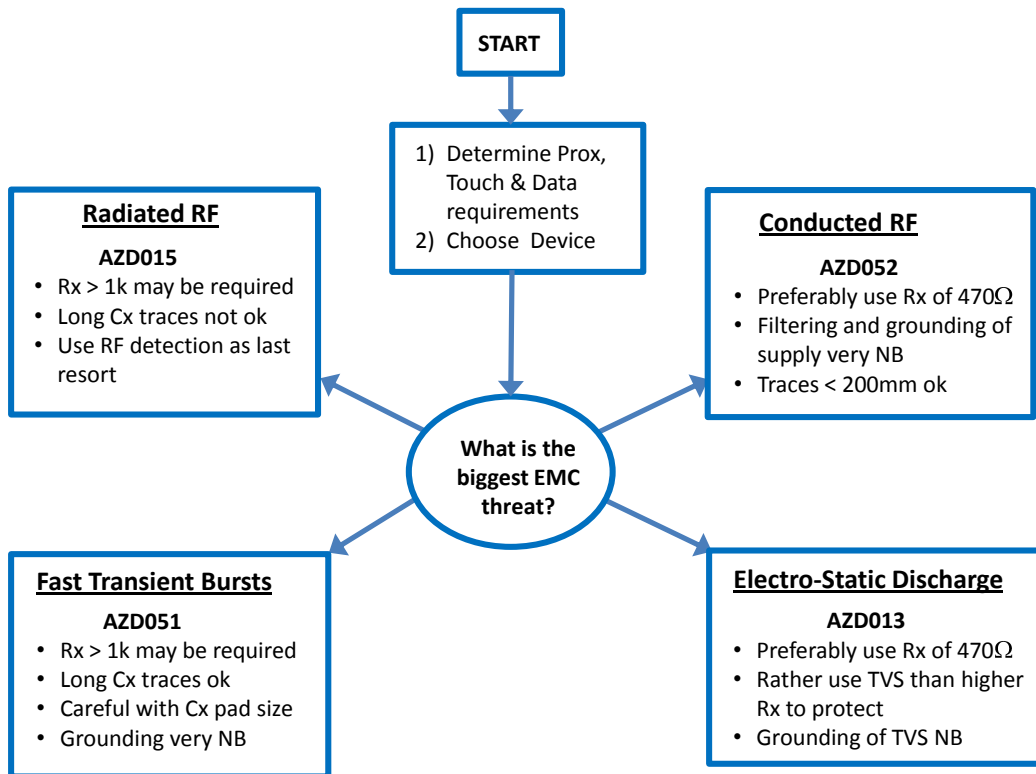 START
1) Determine Prox,
Touch & Data
requirements
2) Choose Device
Radiated RF
AZD015
• Rx > 1k may be required
• Long Cx traces not ok
• Use RF detection as last
resort
Conducted RF
AZD052
• Preferably use Rx of 470Ω
• Filtering and grounding of
supply very NB
• Traces < 200mm ok
What is the
biggest EMC
threat?
Fast Transient Bursts
AZD051
• Rx > 1k may be required
• Long Cx traces ok
• Careful with Cx pad size
• Grounding very NB
Electro-Static Discharge
AZD013
• Preferably use Rx of 470Ω
• Rather use TVS than higher
Rx to protect
• Grounding of TVS NB